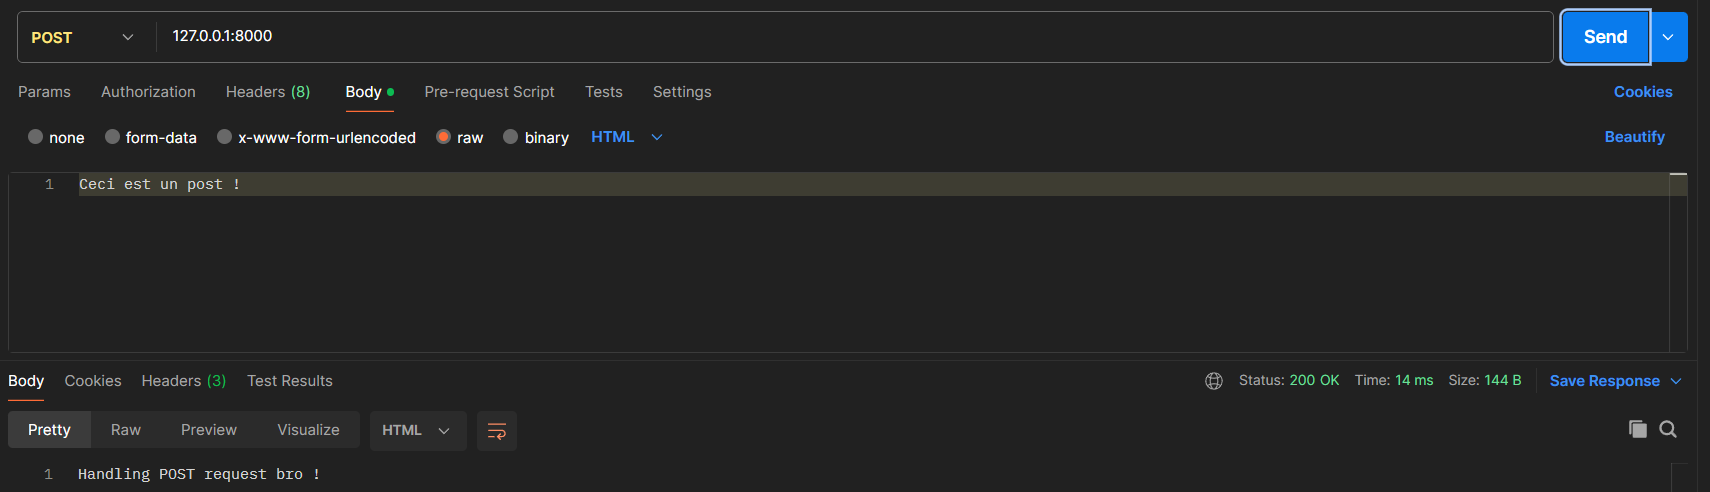 POST 127.0.0.1:8000 Send
Params Authorization Headers (8) Body Pre-request Script Tests Settings Cookies
none form-data x-www-form-urlencoded raw binary HTML Beautify
1 Ceci est un post !
Body Cookies Headers (3) Test Results Status: 200 OK Time: 14 ms Size: 144 B Save Response
Pretty Raw Preview Visualize HTML
1 Handling POST request bro !